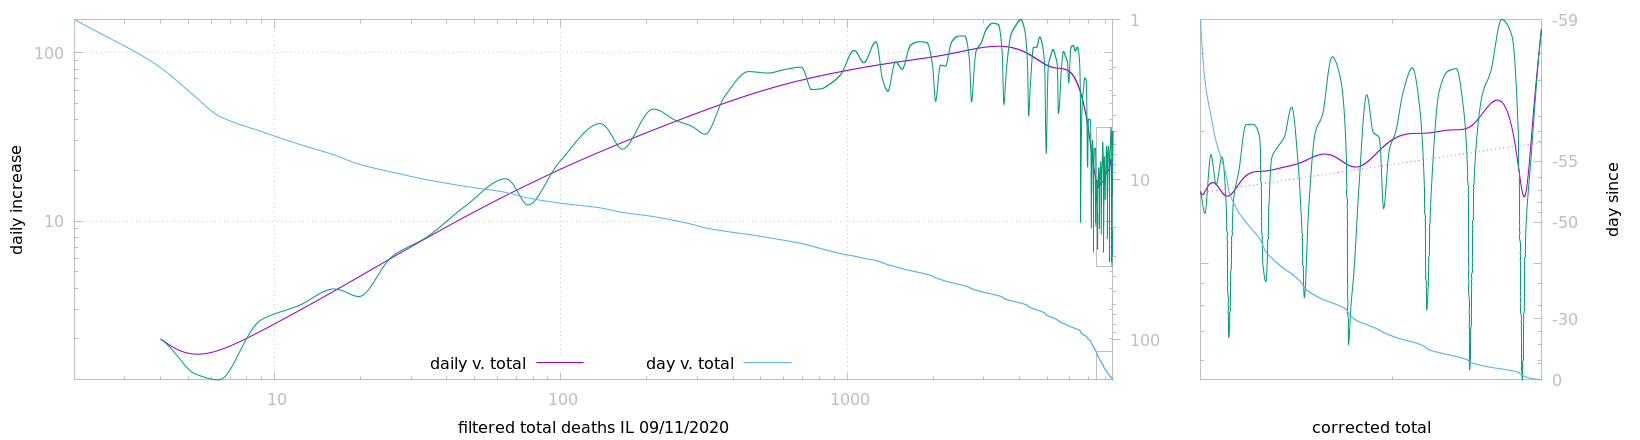 1
-59
100
daily increase
10
-55
day since
10
-50
-30
daily v. total
day v. total
100
0
10
100
1000
filtered total deaths IL 09/11/2020
corrected total